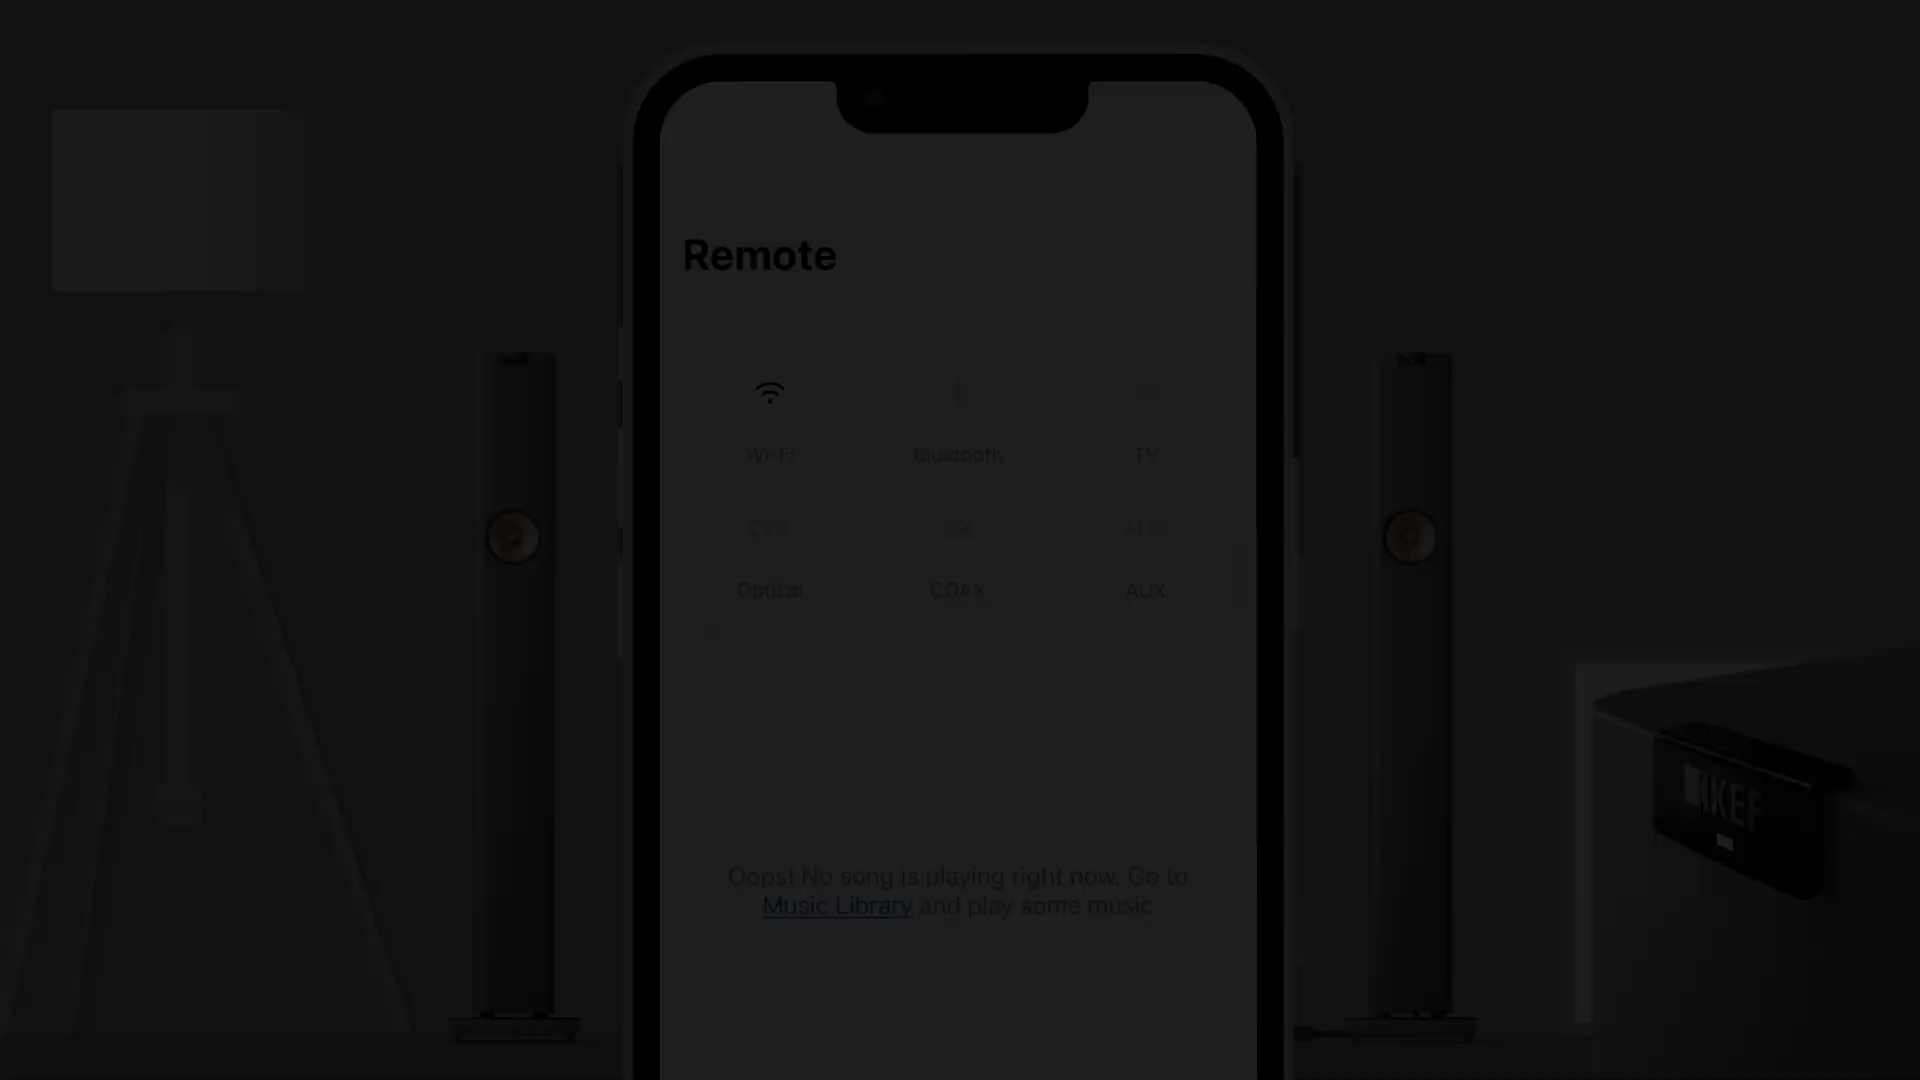 Remote
Wi-Fi
Bluetooth
TV
Optical
COAX
AUX
Oops! No song is playing right now. Go to
Music Library and play some music
KEF